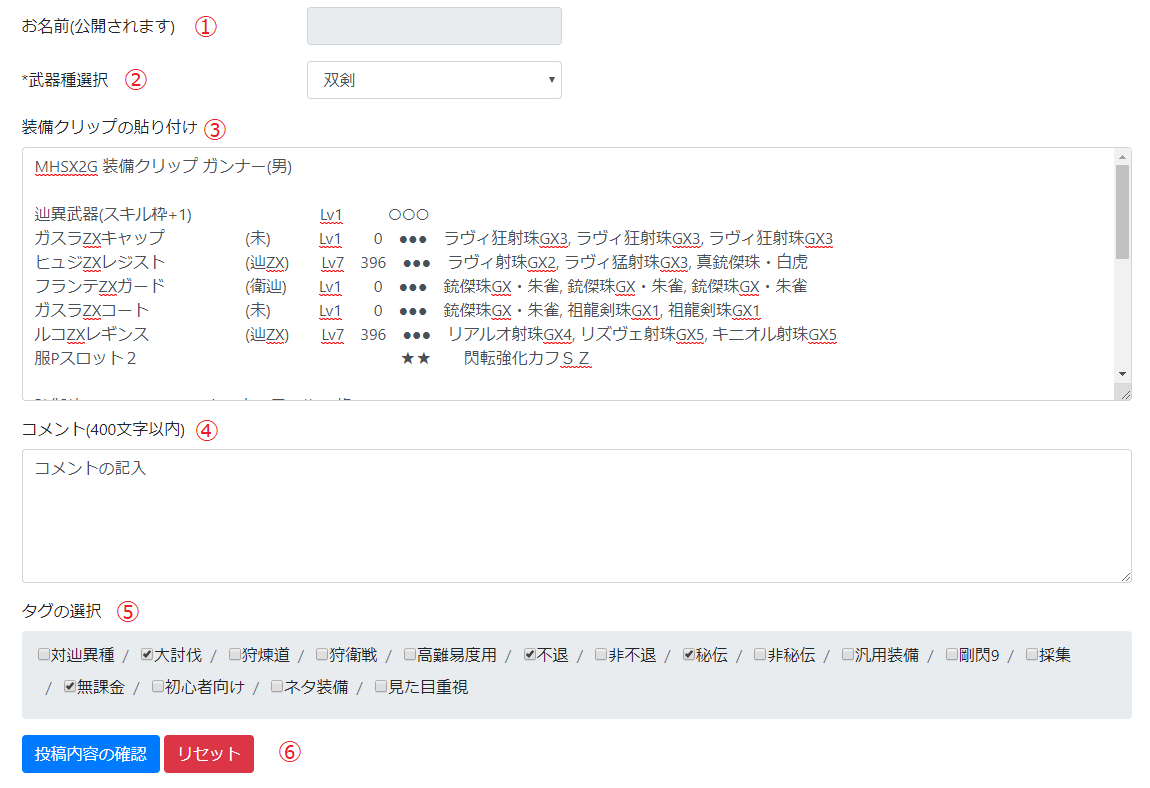 お名前(公開されます) ①
*武器種選択 ② 双剣
装備クリップの貼り付け ③
MHSX2G 装備クリップ ガンナー(男)
辿異武器(スキル枠+1) Lv1 ○○○
ガスラZXキャップ (未) Lv1 0 ●●● ラヴィ狂射珠GX3, ラヴィ狂射珠GX3, ラヴィ狂射珠GX3
ヒュジZXレジスト (辿ZX) Lv7 396 ●●● ラヴィ射珠GX2, ラヴィ猛射珠GX3, 真銃傑珠・白虎
フランテZXガード (衛辿) Lv1 0 ●●● 銃傑珠GX・朱雀, 銃傑珠GX・朱雀, 銃傑珠GX・朱雀
ガスラZXコート (未) Lv1 0 ●●● 銃傑珠GX・朱雀, 祖龍剣珠GX1, 祖龍剣珠GX1
ルコZXレギンス (辿ZX) Lv7 396 ●●● リアルオ射珠GX4, リズヴェ射珠GX5, キニオル射珠GX5
服Pスロット２ ★★ 閃転強化カフＳＺ
コメント(400文字以内) ④
コメントの記入
タグの選択 ⑤
対辿異種 / 大討伐 / 狩煉道 / 狩衛戦 / 高難易度用 / 不退 / 非不退 / 秘伝 / 非秘伝 / 汎用装備 / 剛閃9 / 採集
/ 無課金 / 初心者向け / ネタ装備 / 見た目重視
投稿内容の確認 リセット ⑥